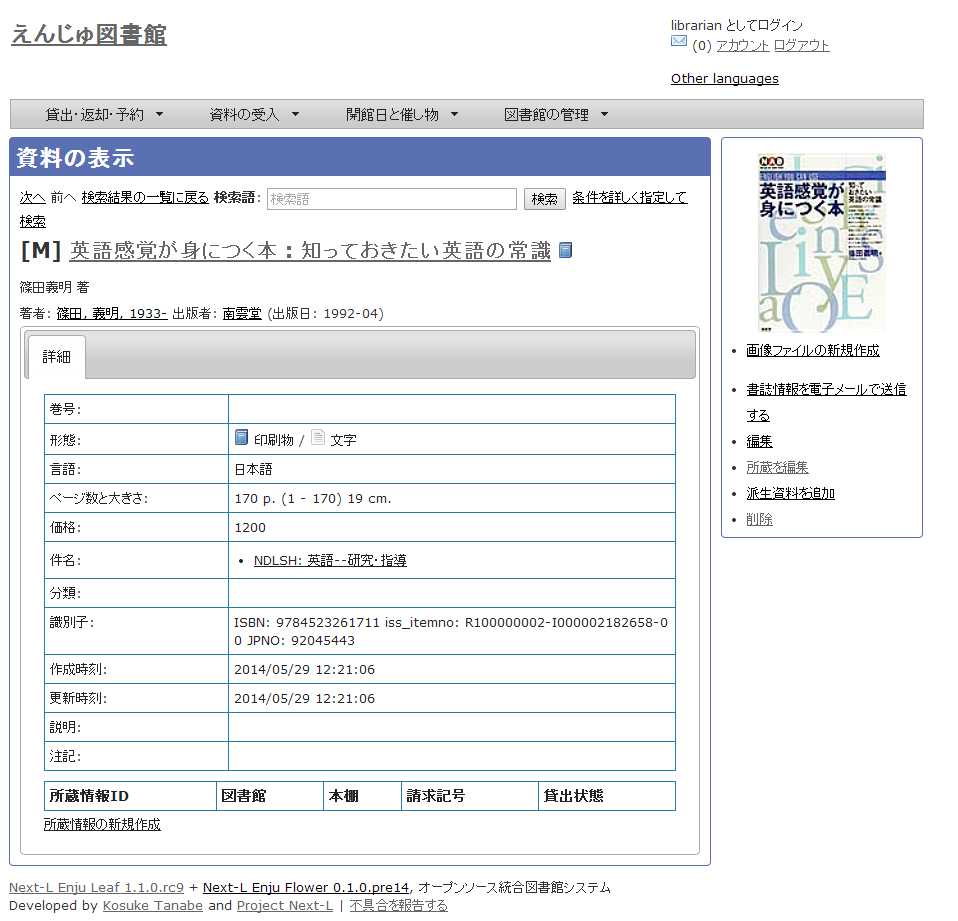 えんじゅ図書館
librarian としてログイン
(0) アカウント ログアウト
Other languages
貸出・返却・予約 資料の受入 開館日と催し物 図書館の管理
資料の表示
次へ 前へ 検索結果の一覧に戻る 検索語: 検索語 検索 条件を詳しく指定して
検索
[M] 英語感覚が身につく本：知っておきたい英語の常識
篠田義明 著
著者: 篠田, 義明, 1933- 出版者: 南雲堂 (出版日: 1992-04)
詳細
巻号:
形態: 印刷物 / 文字
言語: 日本語
ページ数と大きさ: 170 p. (1 - 170) 19 cm.
価格: 1200
件名: • NDLSH: 英語--研究・指導
分類:
識別子: ISBN: 9784523261711 iss_itemno: R100000002-I000002182658-0
0 JPNO: 92045443
作成時刻: 2014/05/29 12:21:06
更新時刻: 2014/05/29 12:21:06
説明:
注記:
所蔵情報ID 図書館 本棚 請求記号 貸出状態
所蔵情報の新規作成
ENGLISH YOU CAN USE
英語感覚が
身につく本
知って
おきたい
英語の常識
篠田義明・著
• 画像ファイルの新規作成
• 書誌情報を電子メールで送信
する
• 編集
• 所蔵を編集
• 派生資料を追加
• 削除
Next-L Enju Leaf 1.1.0.rc9 + Next-L Enju Flower 0.1.0.pre14, オープンソース統合図書館システム
Developed by Kosuke Tanabe and Project Next-L | 不具合を報告する